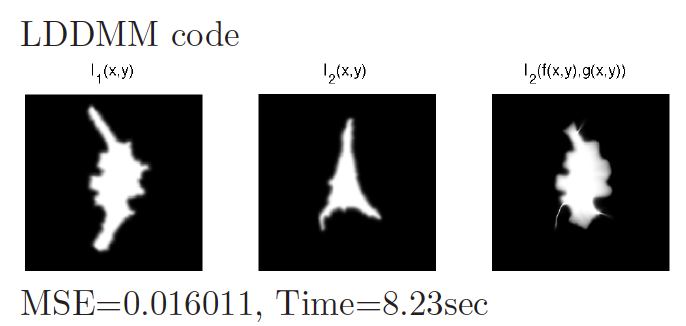 LDDMM code
I₁(x,y) I₂(x,y) I₂(f(x,y),g(x,y))
MSE=0.016011, Time=8.23sec